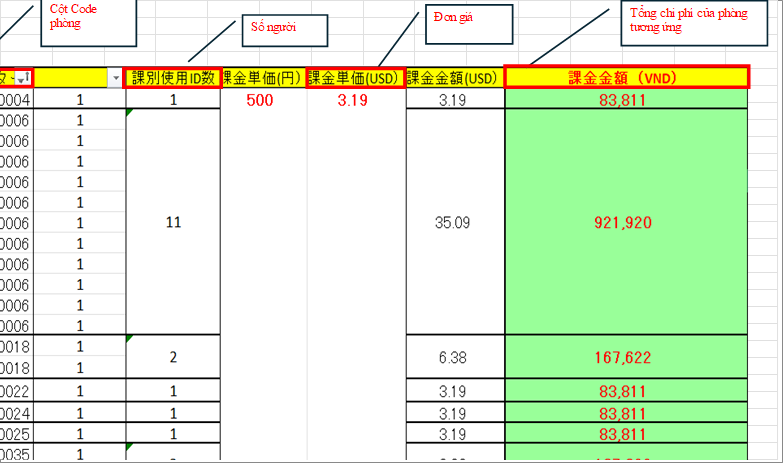 Cột Code
phòng
Số người
Đơn giá
Tổng chi phí của phòng
tương ứng
課別使用ID数 課金単価(円) 課金単価(USD) 課金金額(USD) 課金金額（VND）
0004 1 1 500 3.19 3.19 83,811
0006 1
0006 1
0006 1
0006 1
0006 1
0006 1 11 35.09 921,920
0006 1
0006 1
0006 1
0006 1
0006 1
0018 1 2 6.38 167,622
0018 1
0022 1 1 3.19 83,811
0024 1 1 3.19 83,811
0025 1 1 3.19 83,811
0035 1